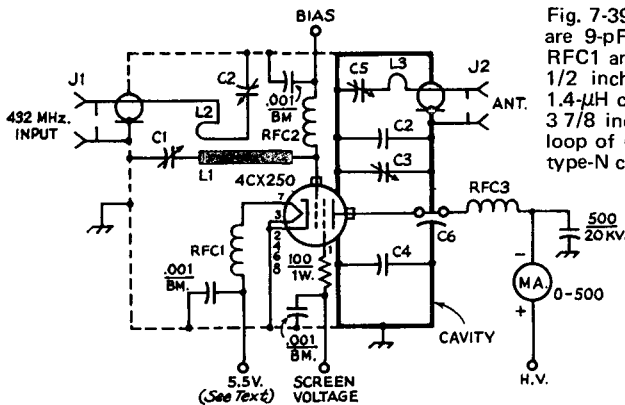 BIAS
Fig. 7-39
are 9-pF
RFC1 an
1/2 inch
1.4-μH c
3 7/8 inc
loop of
type-N c
J1
C2
.001
BM
L2
RFC2
C5
L3
J2
ANT.
432 MHz.
INPUT
C1
L1
C2
C3
4CX250
RFC3
7
3
2
4
6
8
1
C6
500
20KV.
RFC1
100
1W.
C4
MA.
0-500
-
+
.001
BM.
.001
BM.
CAVITY
5.5V.
(See Text)
SCREEN
VOLTAGE
H.V.